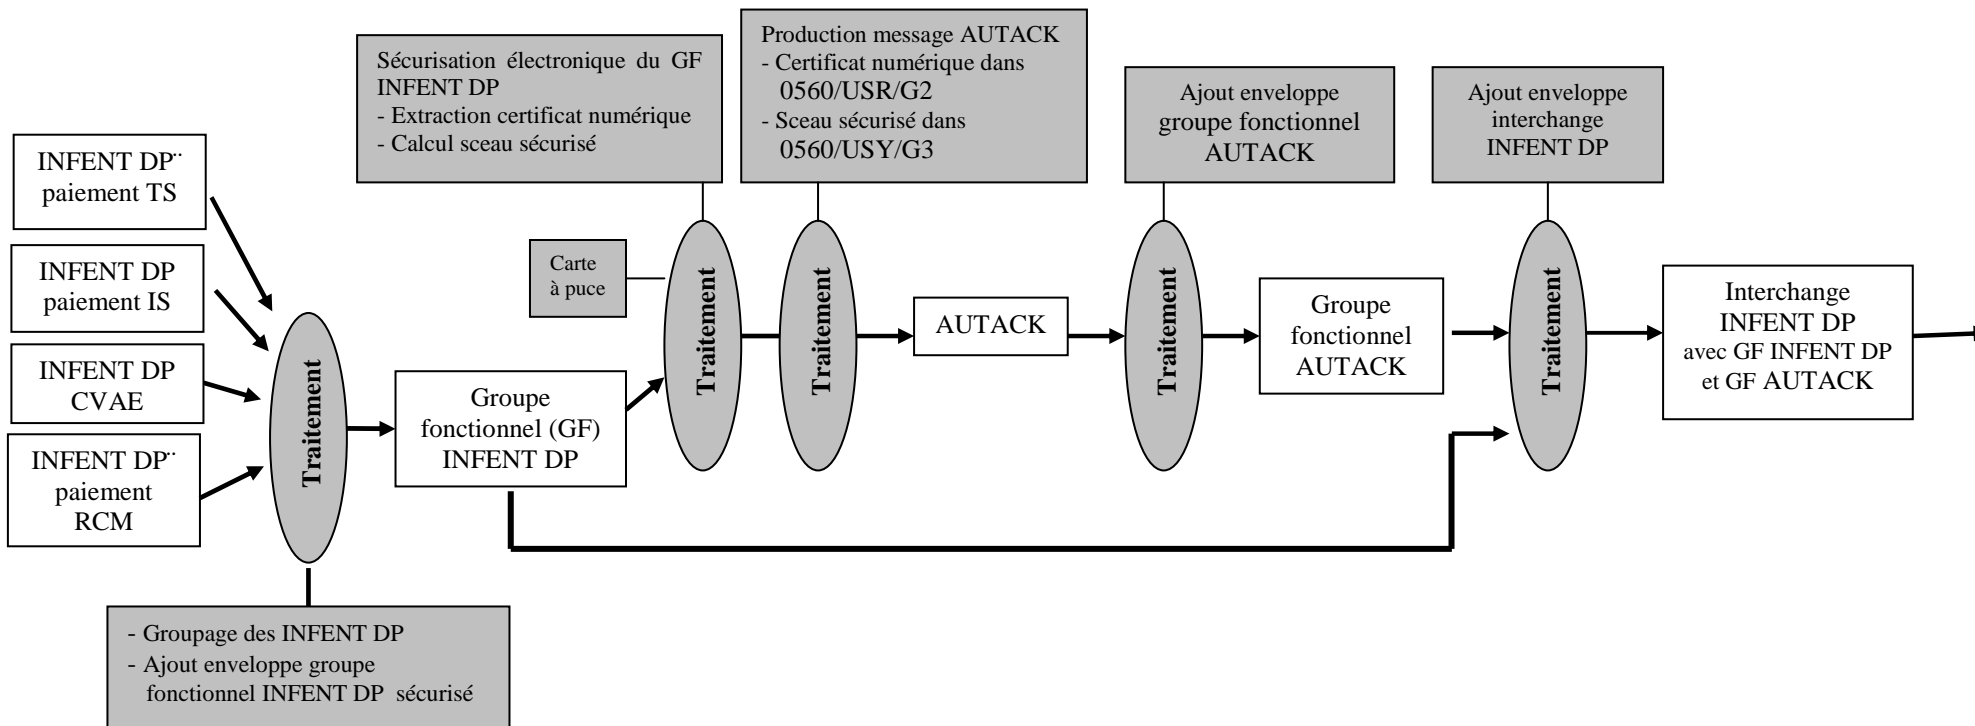 INFENT DP¨
paiement TS
INFENT DP
paiement IS
INFENT DP
CVAE
INFENT DP¨
paiement
RCM
Traitement
- Groupage des INFENT DP
- Ajout enveloppe groupe
fonctionnel INFENT DP sécurisé
Groupe
fonctionnel (GF)
INFENT DP
Sécurisation électronique du GF
INFENT DP
- Extraction certificat numérique
- Calcul sceau sécurisé
Carte
à puce
Traitement
Production message AUTACK
- Certificat numérique dans
0560/USR/G2
- Sceau sécurisé dans
0560/USY/G3
Traitement
AUTACK
Ajout enveloppe
groupe fonctionnel
AUTACK
Traitement
Groupe
fonctionnel
AUTACK
Ajout enveloppe
interchange
INFENT DP
Traitement
Interchange
INFENT DP
avec GF INFENT DP
et GF AUTACK